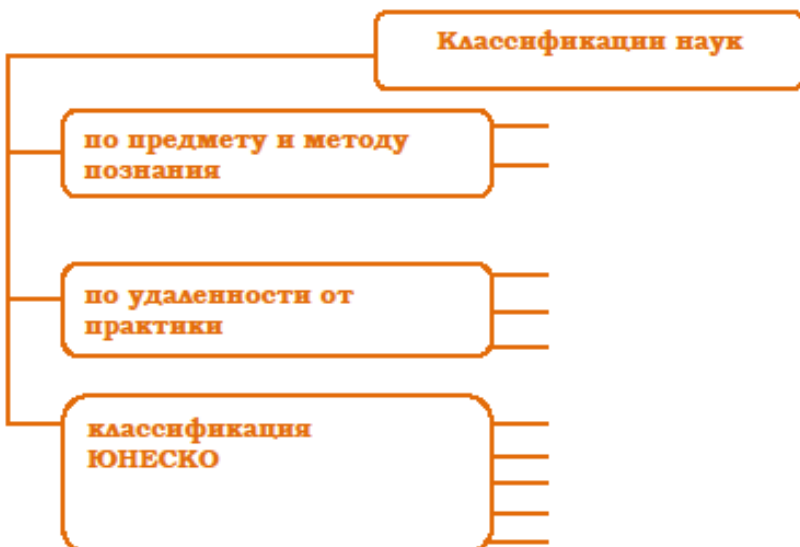 Классификации наук
по предмету и методу
познания
по удаленности от
практики
классификация
ЮНЕСКО